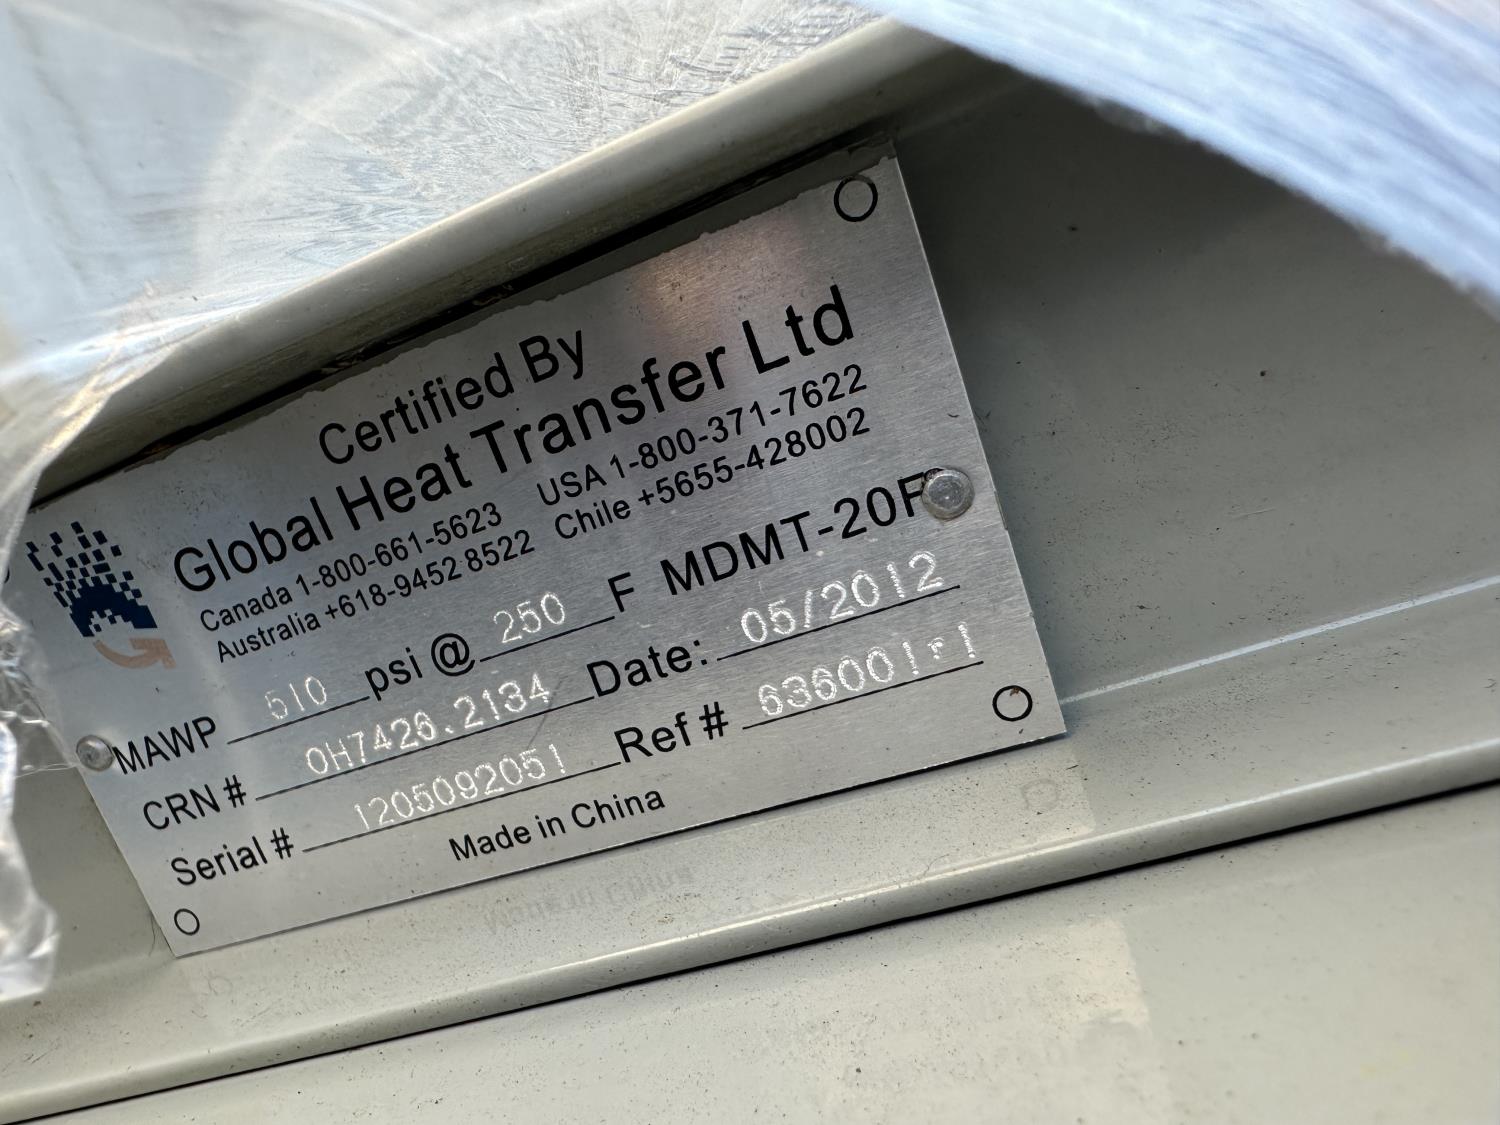 Certified By
Global Heat Transfer Ltd
Canada 1-800-661-5623 USA 1-800-371-7622
Australia +618-9452 8522 Chile +5655-428002
MAWP 510 psi @ 250 F MDMT-20F
CRN # 0H7426.2134 Date: 05/2012
Serial # 1205092051 Ref #
Made in China